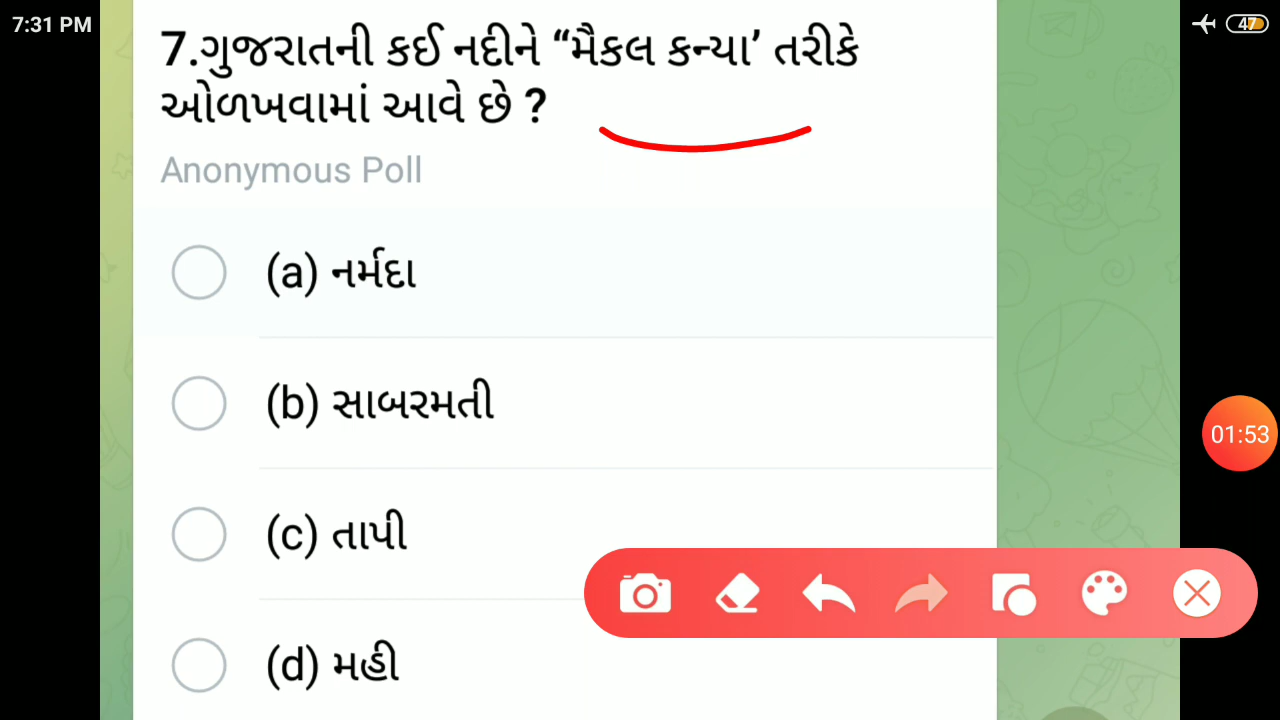 7:31 PM
47
7.ગુજરાતની કઈ નદીને “મૈકલ કન્યા’ તરીકે
ઓળખવામાં આવે છે ?
Anonymous Poll
(a) નર્મદા
(b) સાબરમતી
01:53
(c) તાપી
(d) મહી